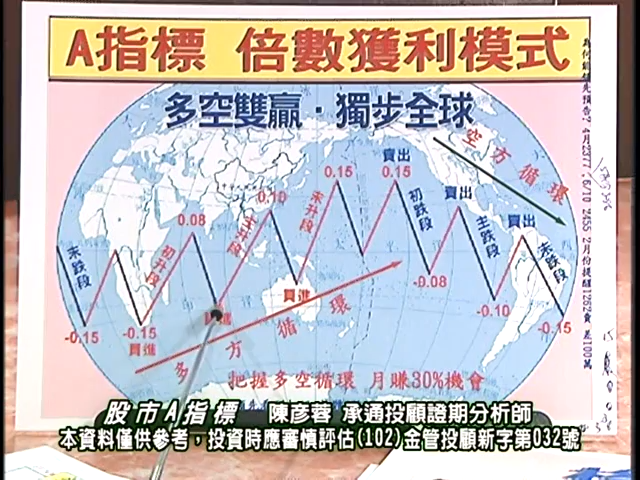 A指標 倍數獲利模式
多空雙贏．獨步全球
空方循環
賣出
賣出
0.15
0.15
末升段
初跌段
0.08
0.10
主升段
初升段
末跌段
賣出
主跌段
賣出
末跌段
買進
-0.08
-0.10
-0.15
-0.15
-0.15
買進
多方循環
把握多空循環 月賺30%機會
股市A指標 陳彥蓉 承通投顧證期分析師
本資料僅供參考，投資時應審慎評估(102)金管投顧新字第032號